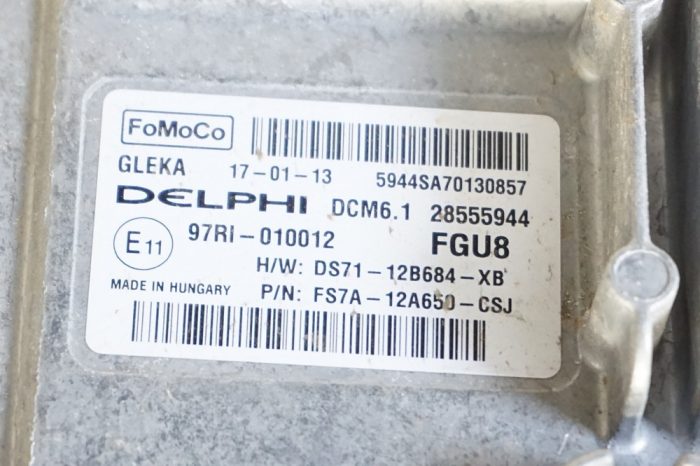 FoMoCo
GLEKA 17-01-13 5944SA70130857
DELPHI DCM6.1 28555944
E11 97RI-010012 FGU8
H/W: DS71-12B684-XB
MADE IN HUNGARY P/N: FS7A-12A650-CSJ